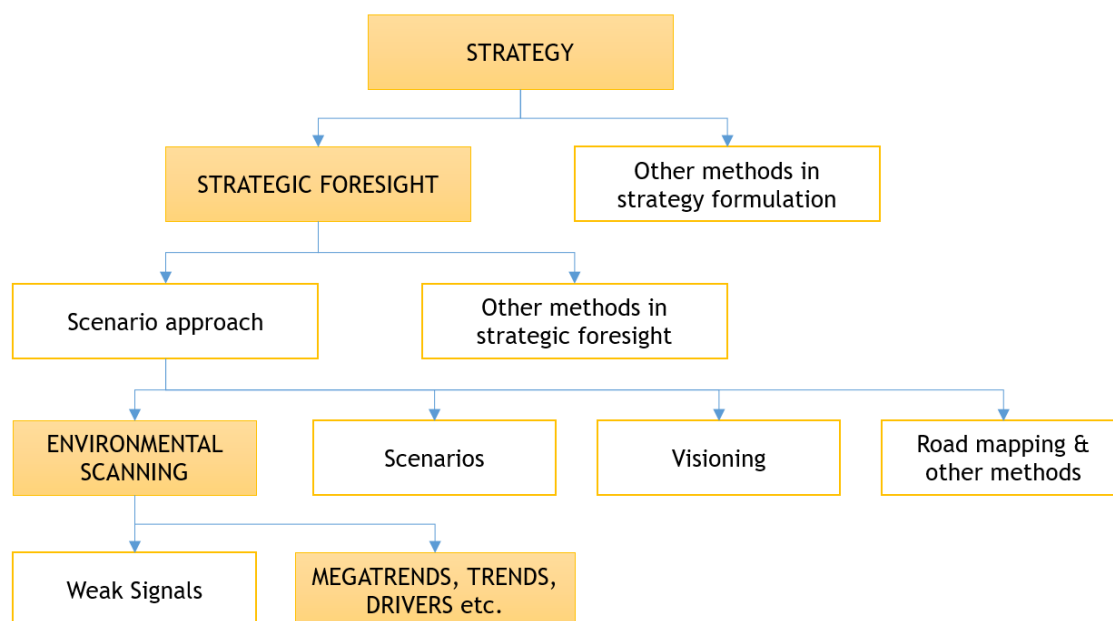 STRATEGY
STRATEGIC FORESIGHT
Other methods in
strategy formulation
Scenario approach
Other methods in
strategic foresight
ENVIRONMENTAL
SCANNING
Scenarios
Visioning
Road mapping &
other methods
Weak Signals
MEGATRENDS, TRENDS,
DRIVERS etc.